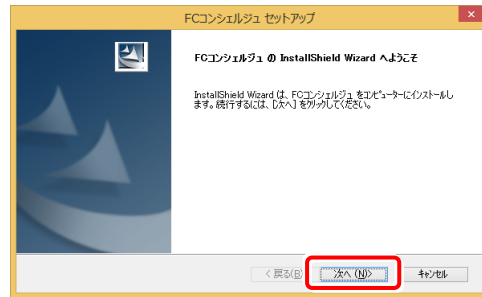 FCコンシェルジュ セットアップ
FCコンシェルジュ の InstallShield Wizard へようこそ
InstallShield Wizard は、FCコンシェルジュ をコンピューターにインストールし
ます。続行するには、[次へ] をクリックしてください。
< 戻る(B) 次へ (N)> キャンセル